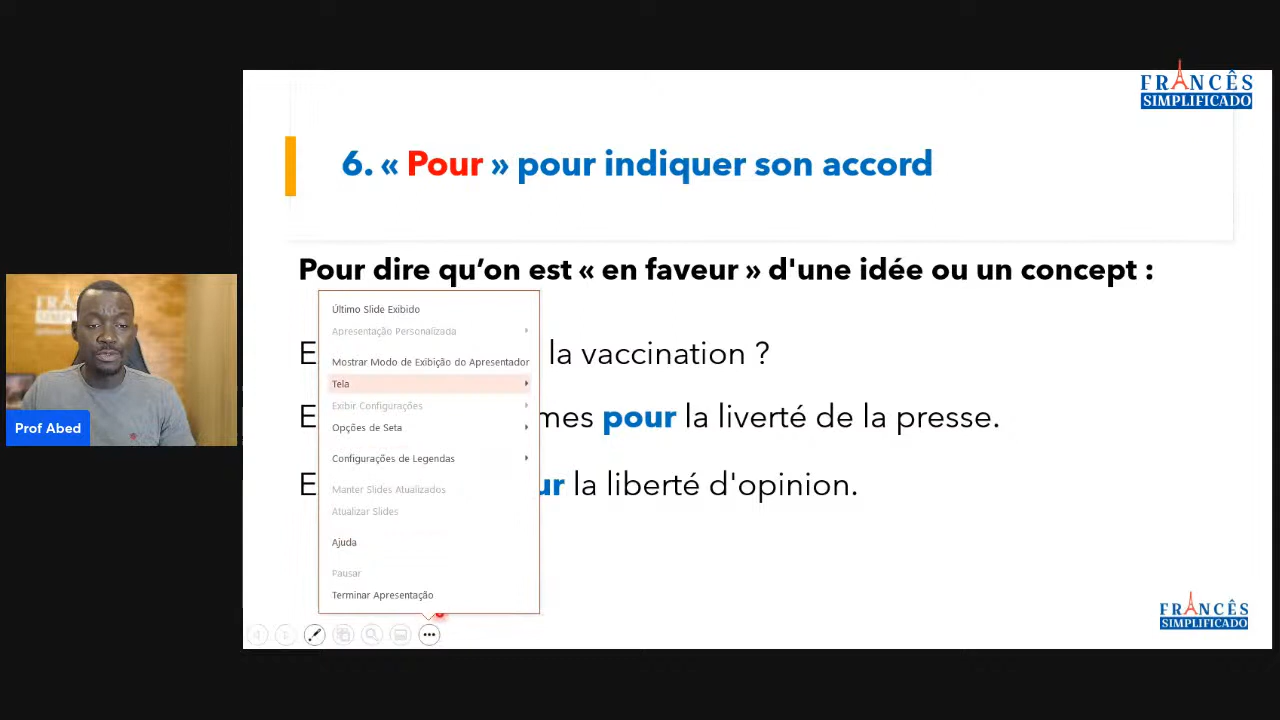 FRANCÊS
SIMPLIFICADO
6. « Pour » pour indiquer son accord
Pour dire qu’on est « en faveur » d'une idée ou un concept :
E la vaccination ?
E mes pour la liverté de la presse.
E ur la liberté d'opinion.
Último Slide Exibido
Apresentação Personalizada
Mostrar Modo de Exibição do Apresentador
Tela
Exibir Configurações
Opções de Seta
Configurações de Legendas
Manter Slides Atualizados
Atualizar Slides
Ajuda
Pausar
Terminar Apresentação
Prof Abed
FRANCÊS
SIMPLIFICADO